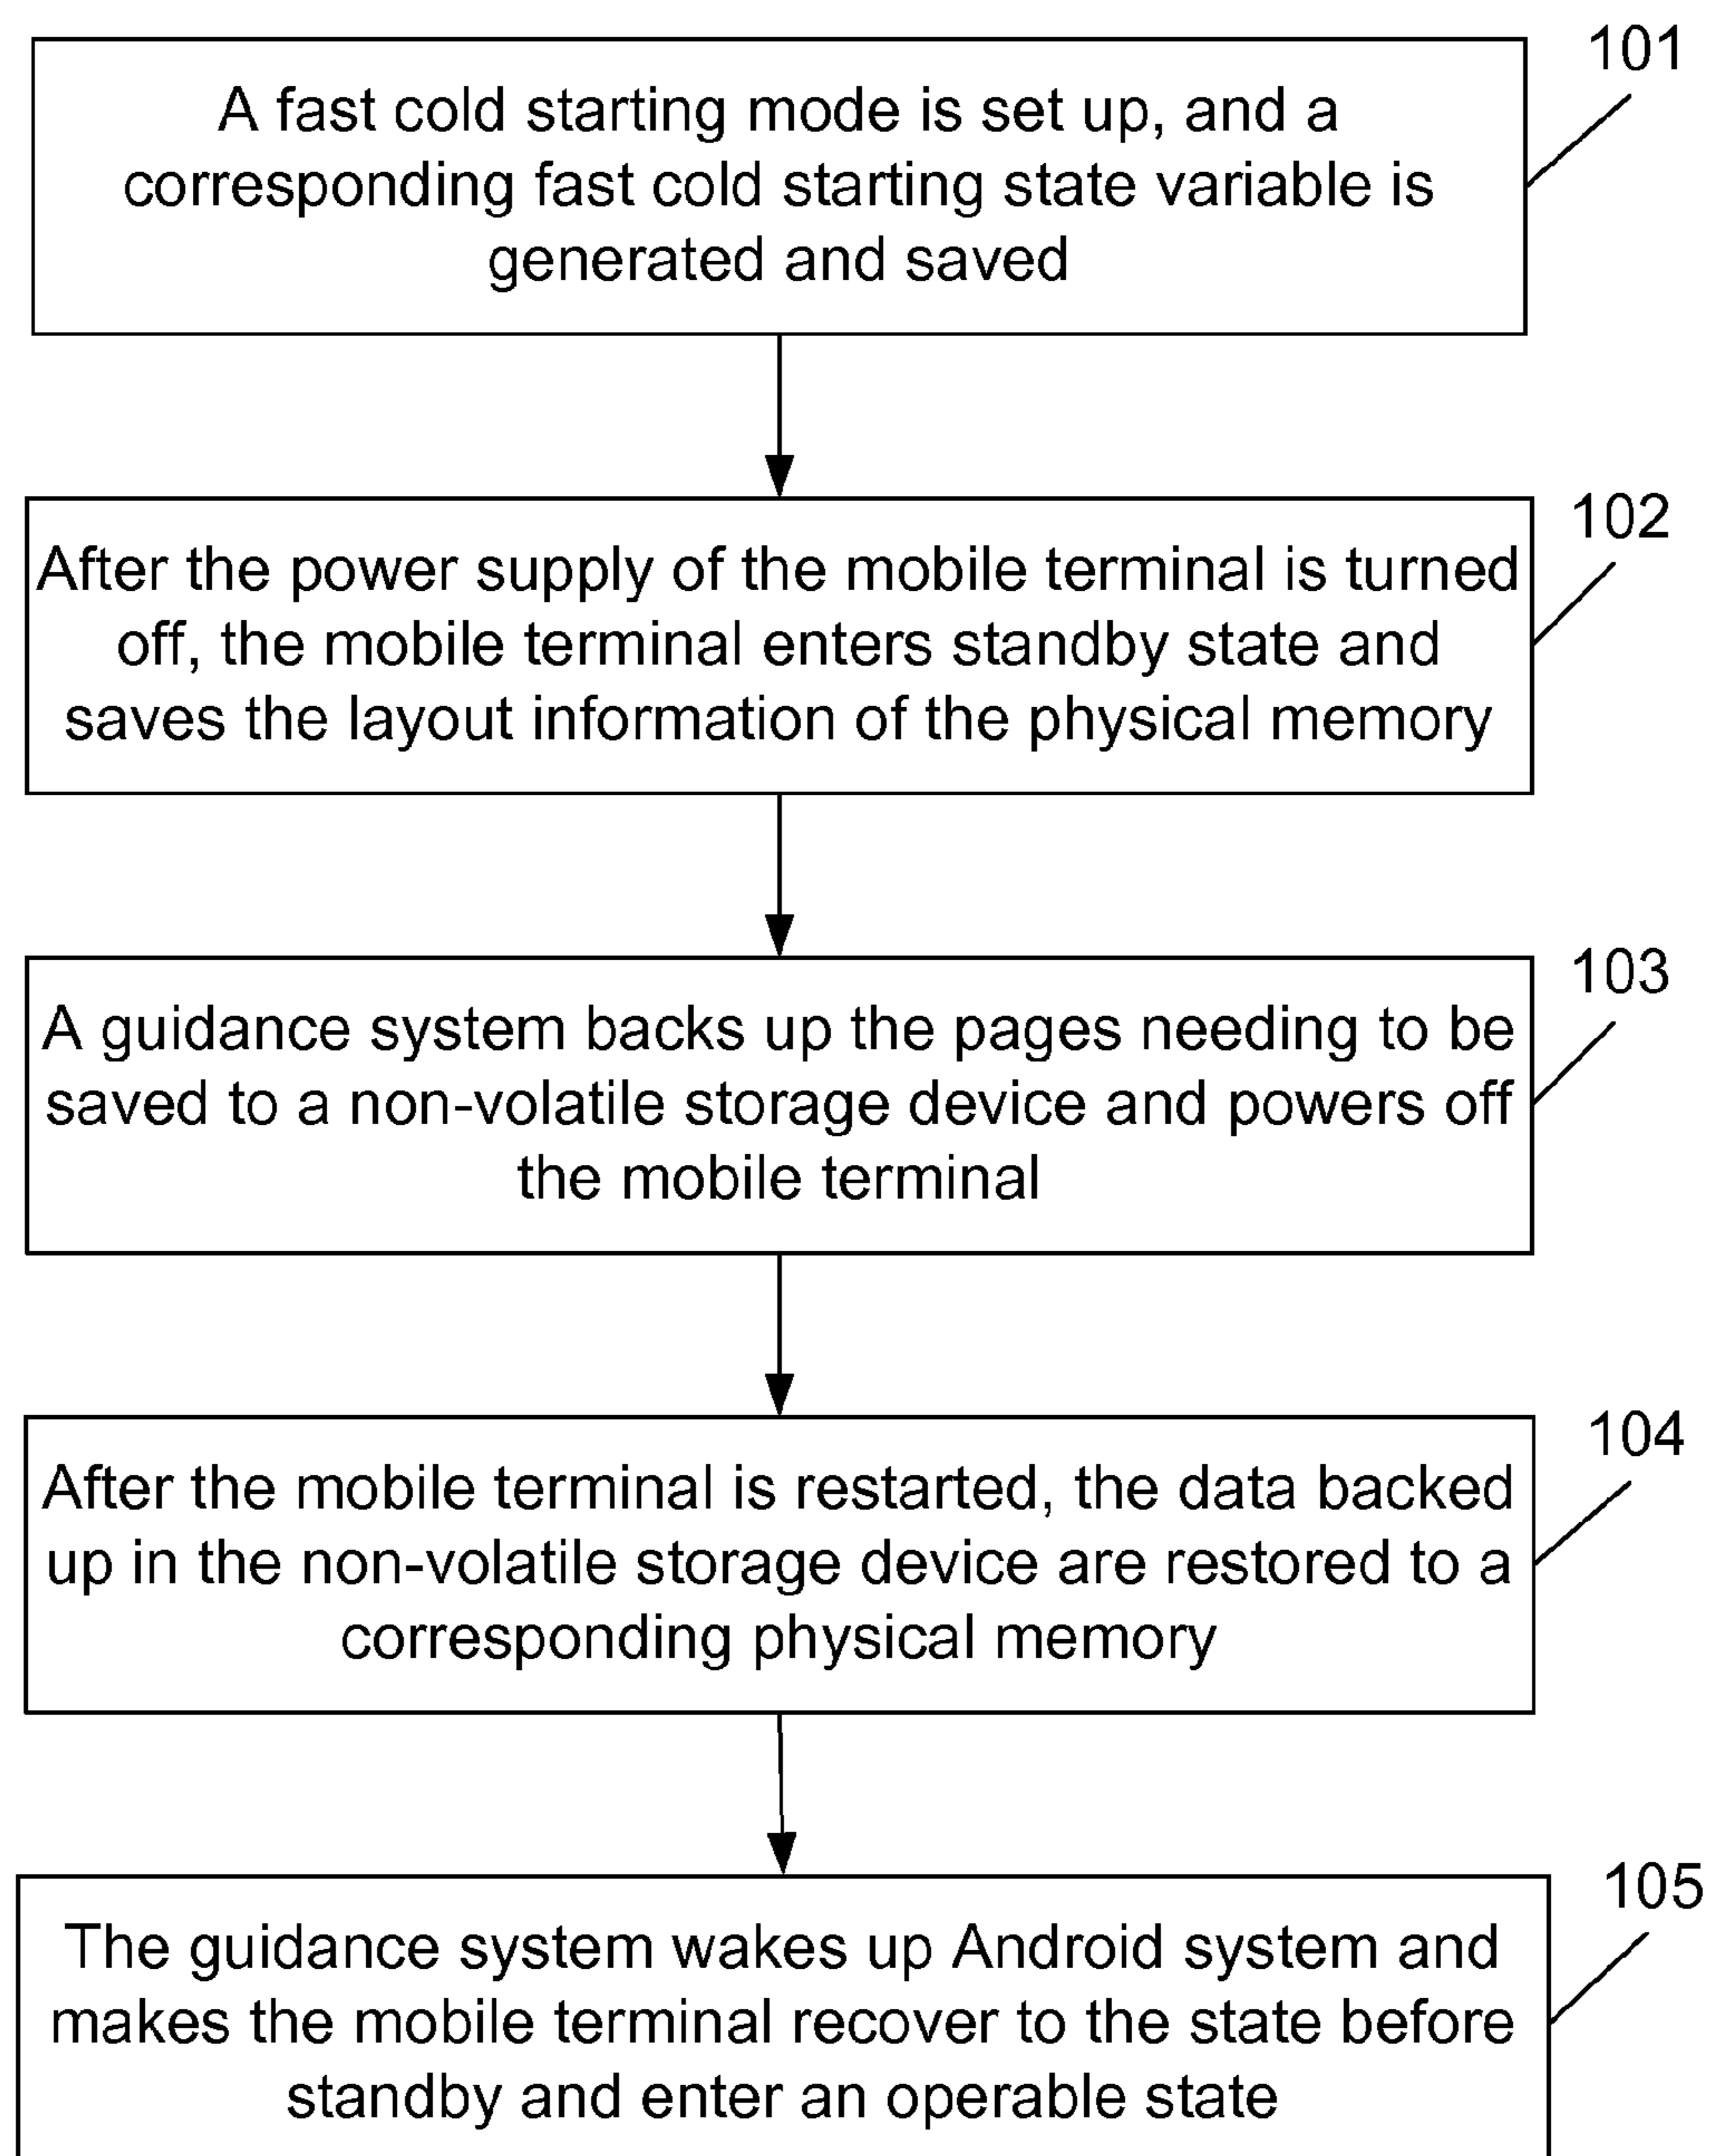 101
A fast cold starting mode is set up, and a
corresponding fast cold starting state variable is
generated and saved
102
After the power supply of the mobile terminal is turned
off, the mobile terminal enters standby state and
saves the layout information of the physical memory
103
A guidance system backs up the pages needing to be
saved to a non-volatile storage device and powers off
the mobile terminal
104
After the mobile terminal is restarted, the data backed
up in the non-volatile storage device are restored to a
corresponding physical memory
105
The guidance system wakes up Android system and
makes the mobile terminal recover to the state before
standby and enter an operable state